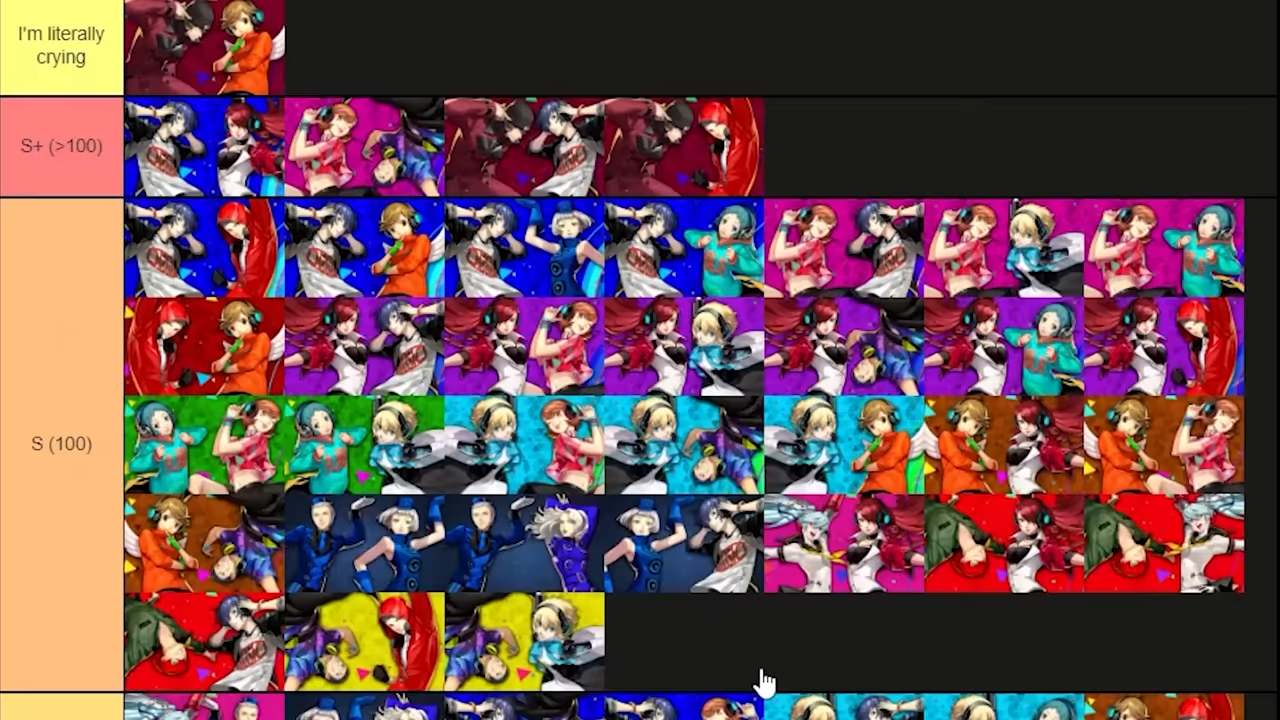 I'm literally
crying
S+ (>100)
S (100)